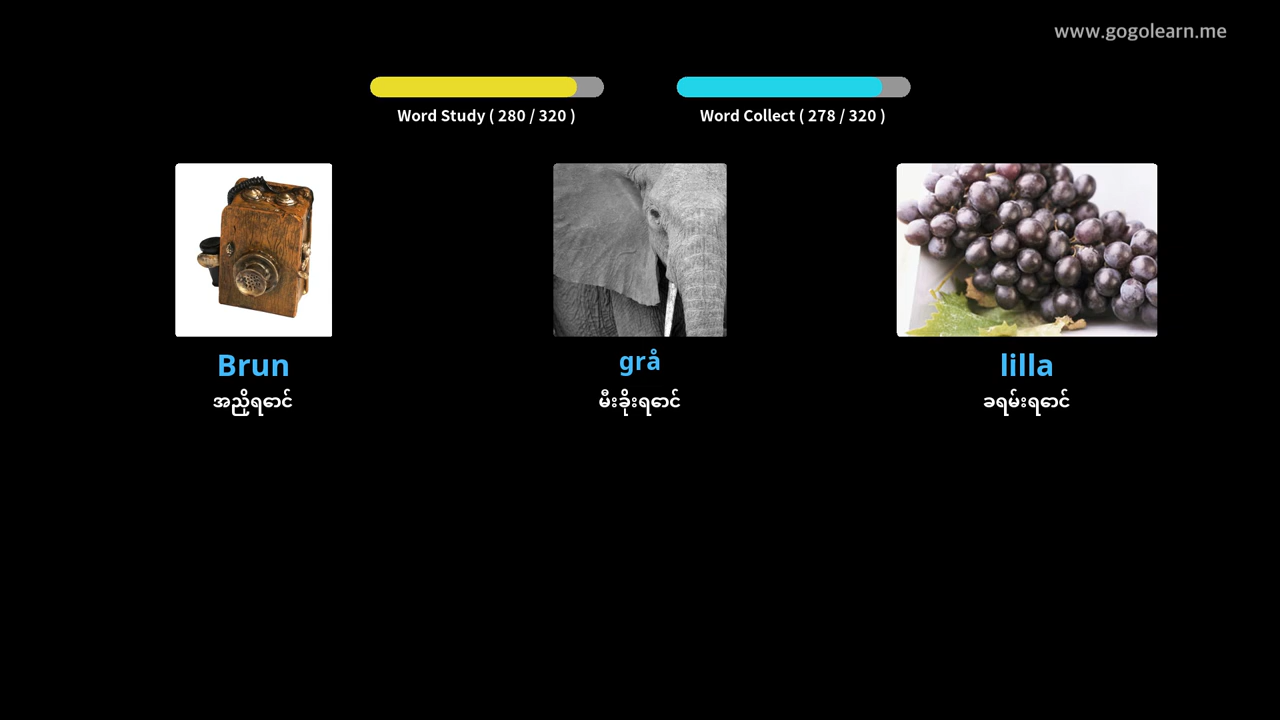 www.gogolearn.me
Word Study ( 280 / 320 )
Word Collect ( 278 / 320 )
Brun
grå
lilla
အညိုရောင်
မီးခိုးရောင်
ခရမ်းရောင်